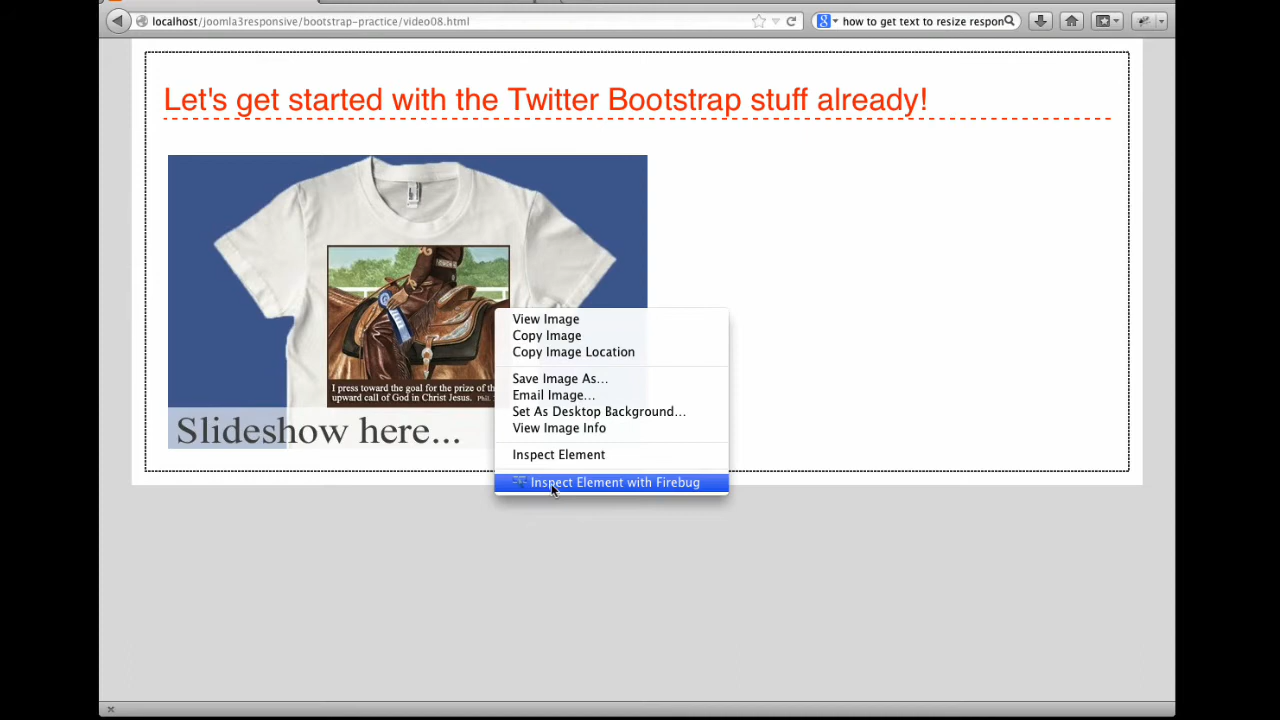 localhost/joomla3responsive/bootstrap-practice/video08.html
how to get text to resize respon
Let's get started with the Twitter Bootstrap stuff already!
I press toward the goal for the prize of th
upward call of God in Christ Jesus. Phil.
Slideshow here...
View Image
Copy Image
Copy Image Location
Save Image As...
Email Image...
Set As Desktop Background...
View Image Info
Inspect Element
Inspect Element with Firebug